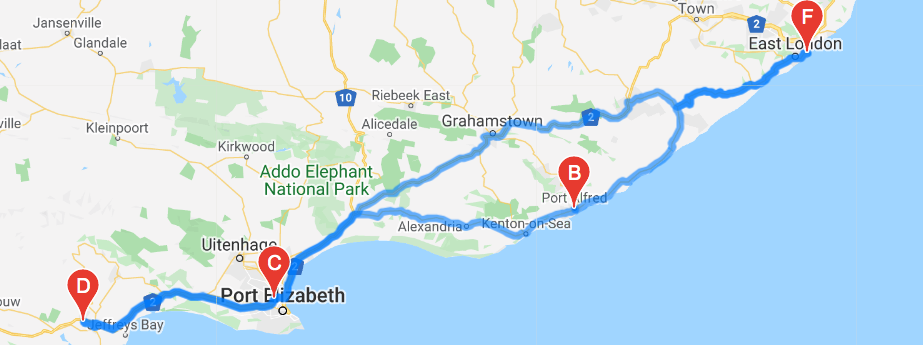 Jansenville
Town
2
F
laat
Glendale
East London
10
Riebeek East
ville
Kleinpoort
Alicedale
Grahamstown
2
Kirkwood
Addo Elephant
National Park
B
Port Alfred
Alexandria
Kenton-on-Sea
Uitenhage
C
2
D
Port Elizabeth
ouw
2
Jeffreys Bay